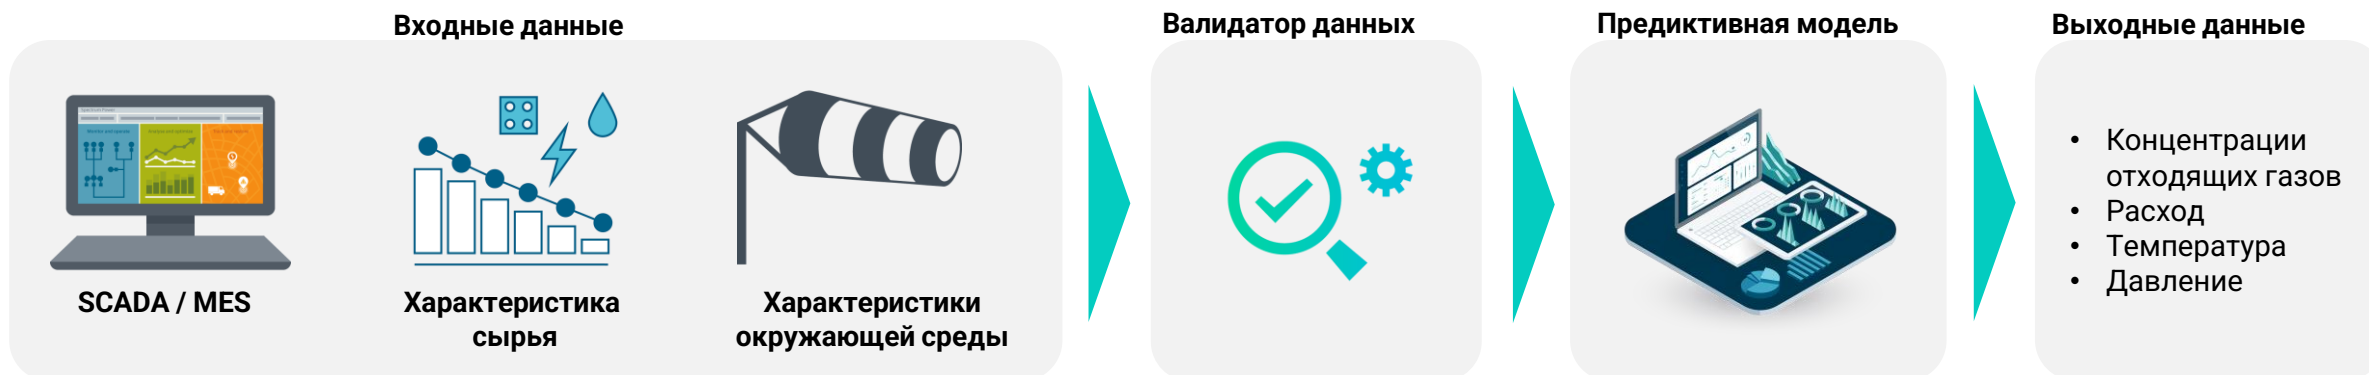 Входные данные
SCADA / MES
Характеристика
сырья
Характеристики
окружающей среды
Валидатор данных
Предиктивная модель
Выходные данные
• Концентрации
отходящих газов
• Расход
• Температура
• Давление